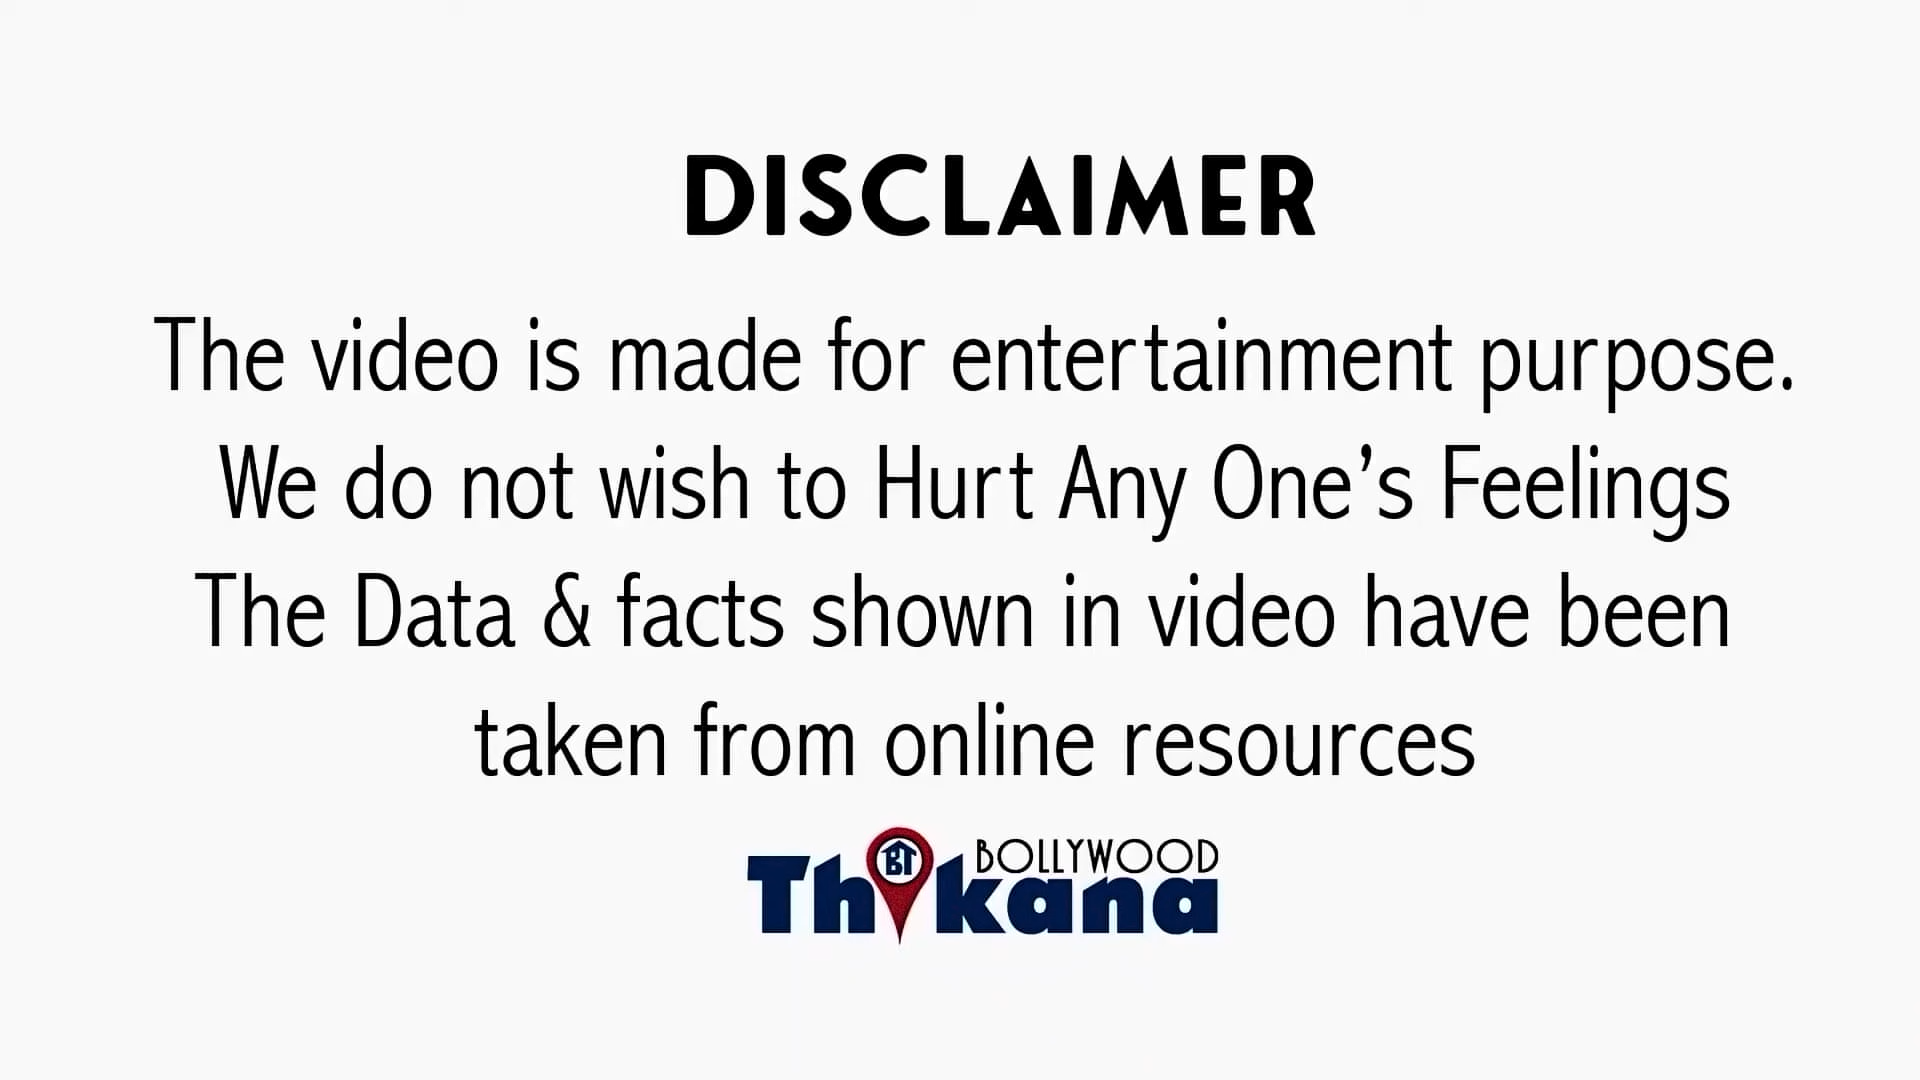 DISCLAIMER
The video is made for entertainment purpose.
We do not wish to Hurt Any One’s Feelings
The Data & facts shown in video have been
taken from online resources
BT
BOLLYWOOD
Thikana